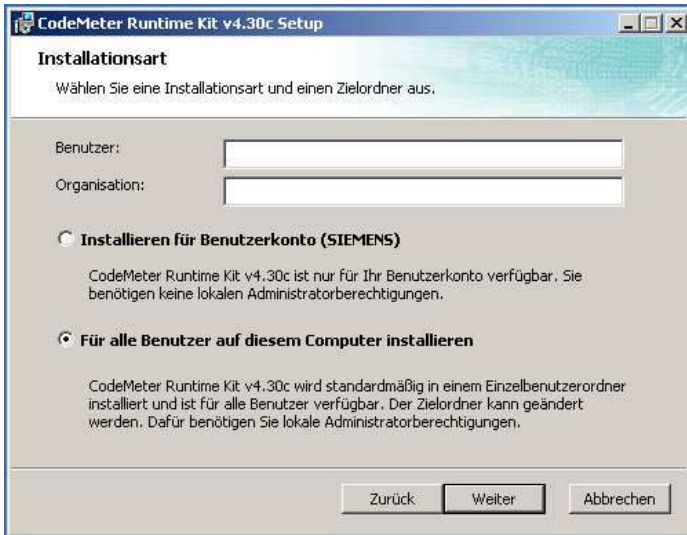 CodeMeter Runtime Kit v4.30c Setup
Installationsart
Wählen Sie eine Installationsart und einen Zielordner aus.
Benutzer:
Organisation:
Installieren für Benutzerkonto (SIEMENS)
CodeMeter Runtime Kit v4.30c ist nur für Ihr Benutzerkonto verfügbar. Sie
benötigen keine lokalen Administratorberechtigungen.
Für alle Benutzer auf diesem Computer installieren
CodeMeter Runtime Kit v4.30c wird standardmäßig in einem Einzelbenutzerordner
installiert und ist für alle Benutzer verfügbar. Der Zielordner kann geändert
werden. Dafür benötigen Sie lokale Administratorberechtigungen.
Zurück Weiter Abbrechen